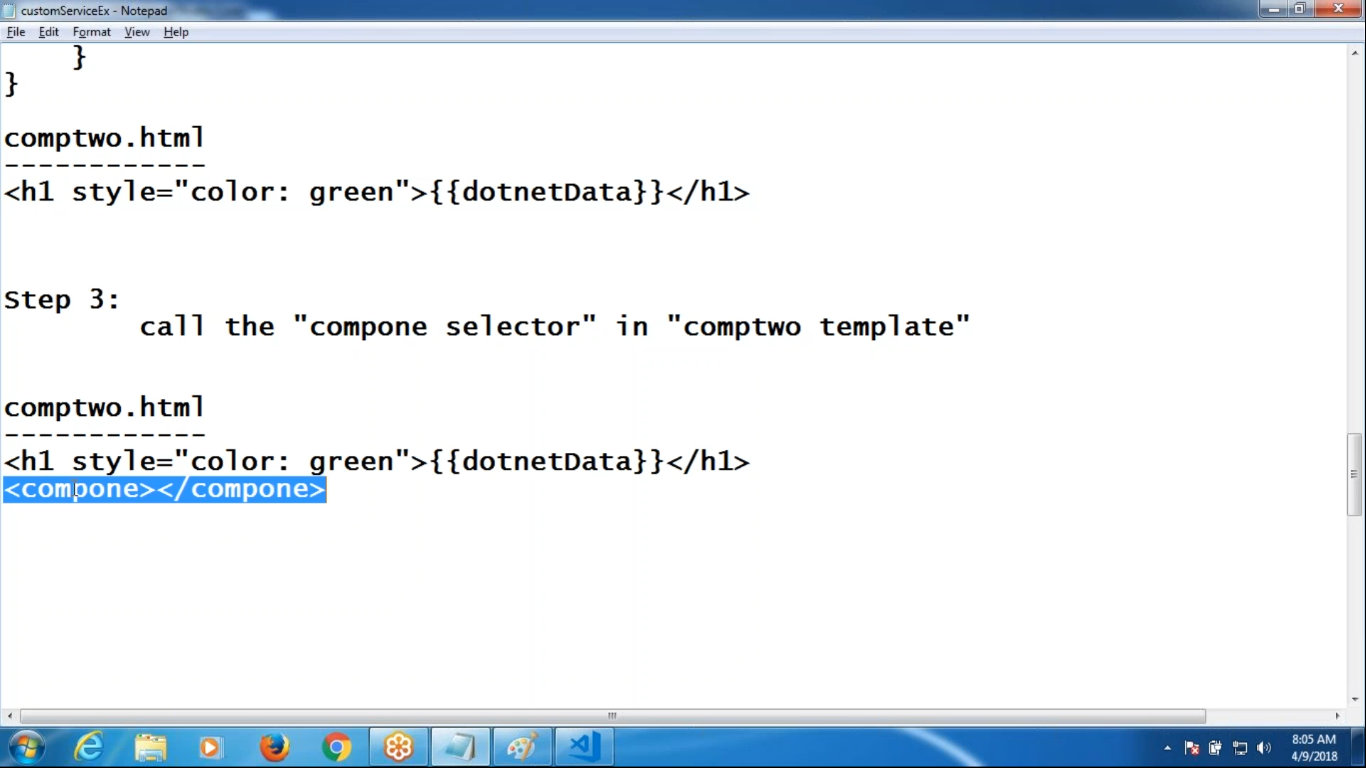 customServiceEx - Notepad
File Edit Format View Help
}
}
comptwo.html
------------
<h1 style="color: green">{{dotnetData}}</h1>
Step 3:
call the "compone selector" in "comptwo template"
comptwo.html
------------
<h1 style="color: green">{{dotnetData}}</h1>
<compone></compone>
8:05 AM
4/9/2018